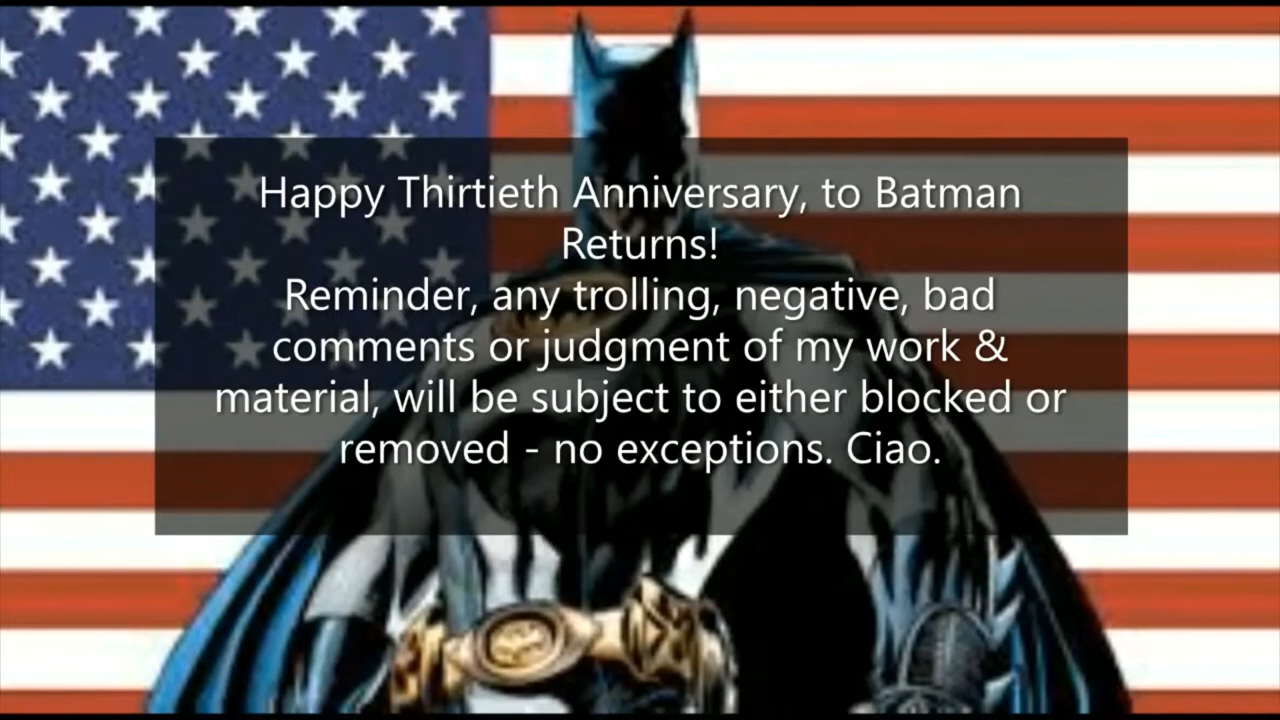 Happy Thirtieth Anniversary, to Batman
Returns!
Reminder, any trolling, negative, bad
comments or judgment of my work &
material, will be subject to either blocked or
removed - no exceptions. Ciao.